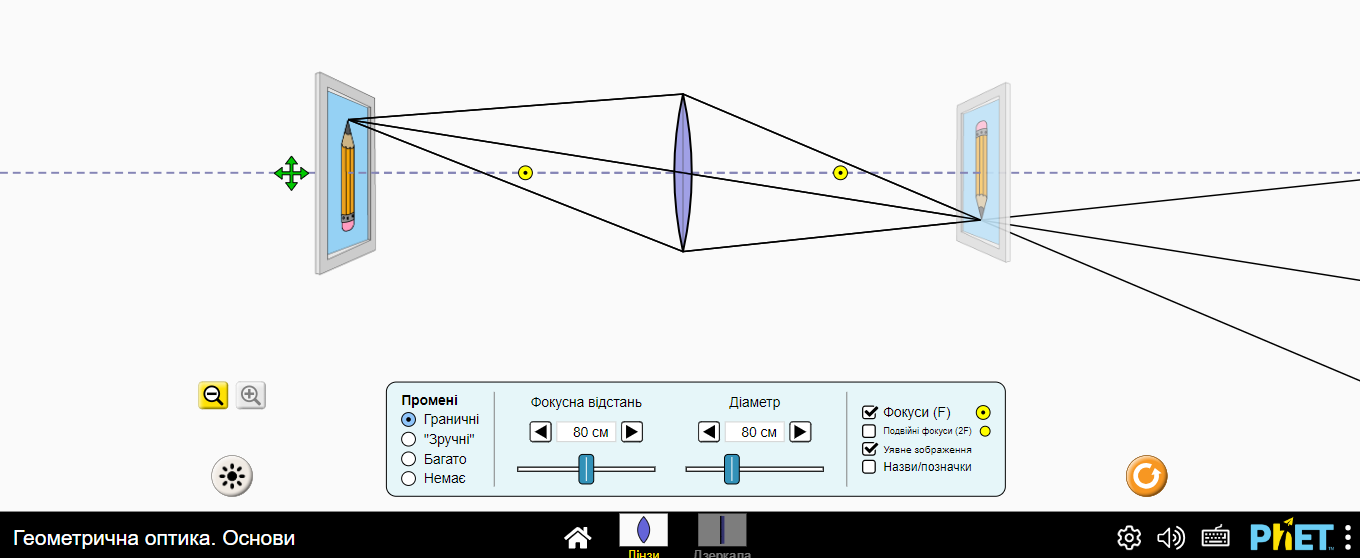 Промені
Граничні
"Зручні"
Багато
Немає
Фокусна відстань
80 см
Діаметр
80 см
Фокуси (F)
Подвійні фокуси (2F)
Уявне зображення
Назви/позначки
Геометрична оптика. Основи
Лінзи
Дзеркала
PhET